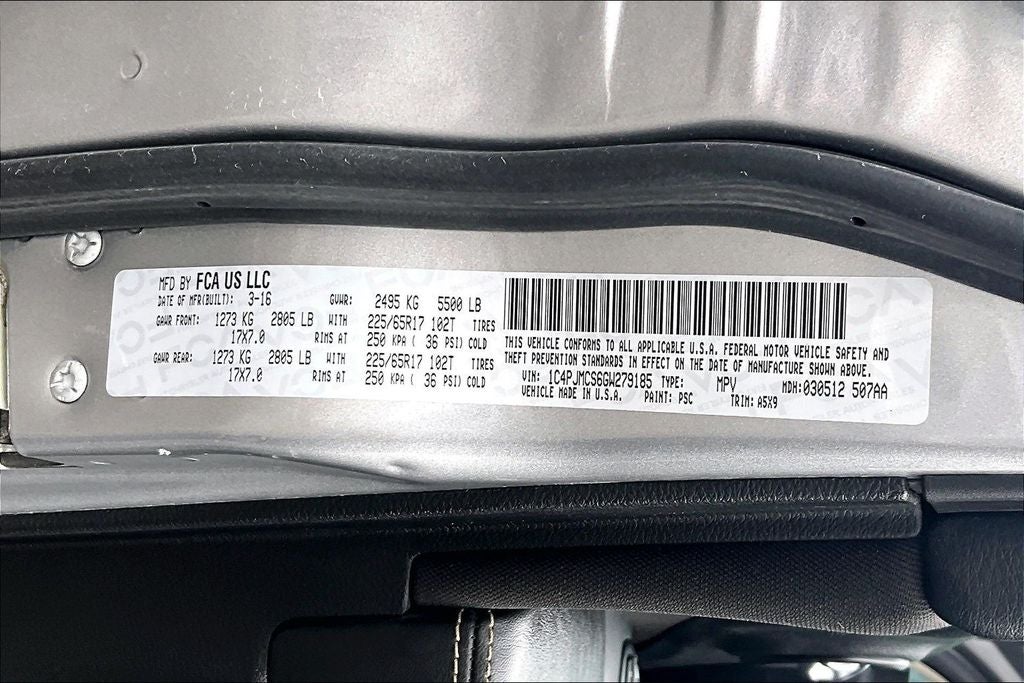 MFD BY FCA US LLC
DATE OF MFR(BUILT): 3-16 GVWR: 2495 KG 5500 LB
GAWR FRONT: 1273 KG 2805 LB WITH 225/65R17 102T TIRES
17X7.0 RIMS AT 250 KPA ( 36 PSI) COLD
GAWR REAR: 1273 KG 2805 LB WITH 225/65R17 102T TIRES
17X7.0 RIMS AT 250 KPA ( 36 PSI) COLD
THIS VEHICLE CONFORMS TO ALL APPLICABLE U.S.A. FEDERAL MOTOR VEHICLE SAFETY AND
THEFT PREVENTION STANDARDS IN EFFECT ON THE DATE OF MANUFACTURE SHOWN ABOVE.
VIN: 1C4PJMCS6GW279185 TYPE: MPV MDH:030512 507AA
VEHICLE MADE IN U.S.A. PAINT: PSC TRIM: A5X9